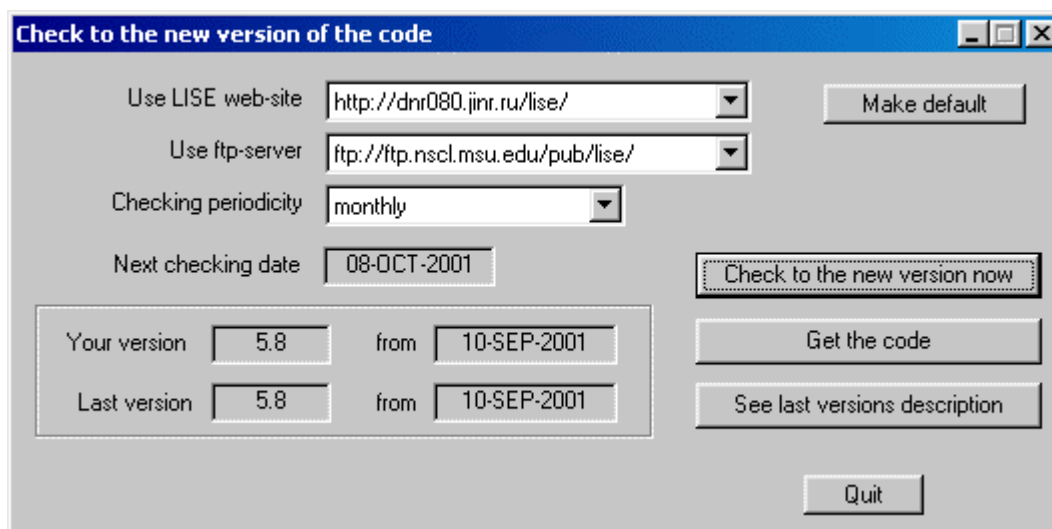 Check to the new version of the code
Use LISE web-site http://dnr080.jinr.ru/lise/ Make default
Use ftp-server ftp://ftp.nscl.msu.edu/pub/lise/
Checking periodicity monthly
Next checking date 08-OCT-2001
Check to the new version now
Your version 5.8 from 10-SEP-2001
Get the code
Last version 5.8 from 10-SEP-2001
See last versions description
Quit